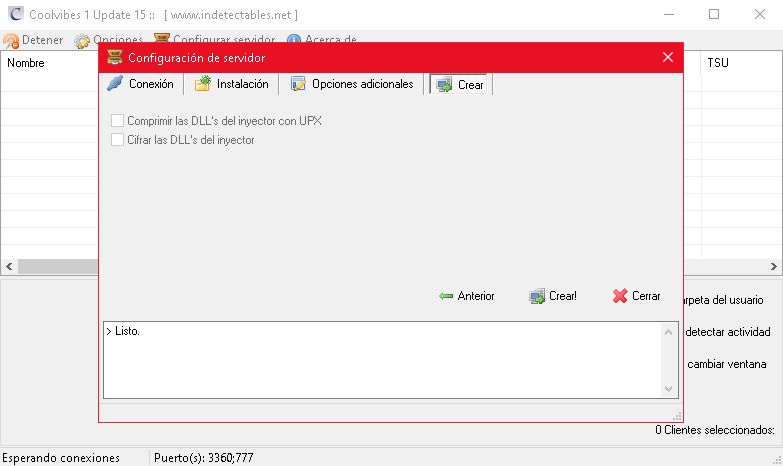 Coolvibes 1 Update 15 :: [ www.indetectables.net ]
Detener Opciones Configurar servidor Acerca de
Nombre TSU
Configuración de servidor
Conexión Instalación Opciones adicionales Crear
Comprimir las DLL's del inyector con UPX
Cifrar las DLL's del inyector
Anterior Crear! Cerrar
> Listo.
rpeta del usuario
detectar actividad
cambiar ventana
0 Clientes seleccionados:
Esperando conexiones Puerto(s): 3360;777